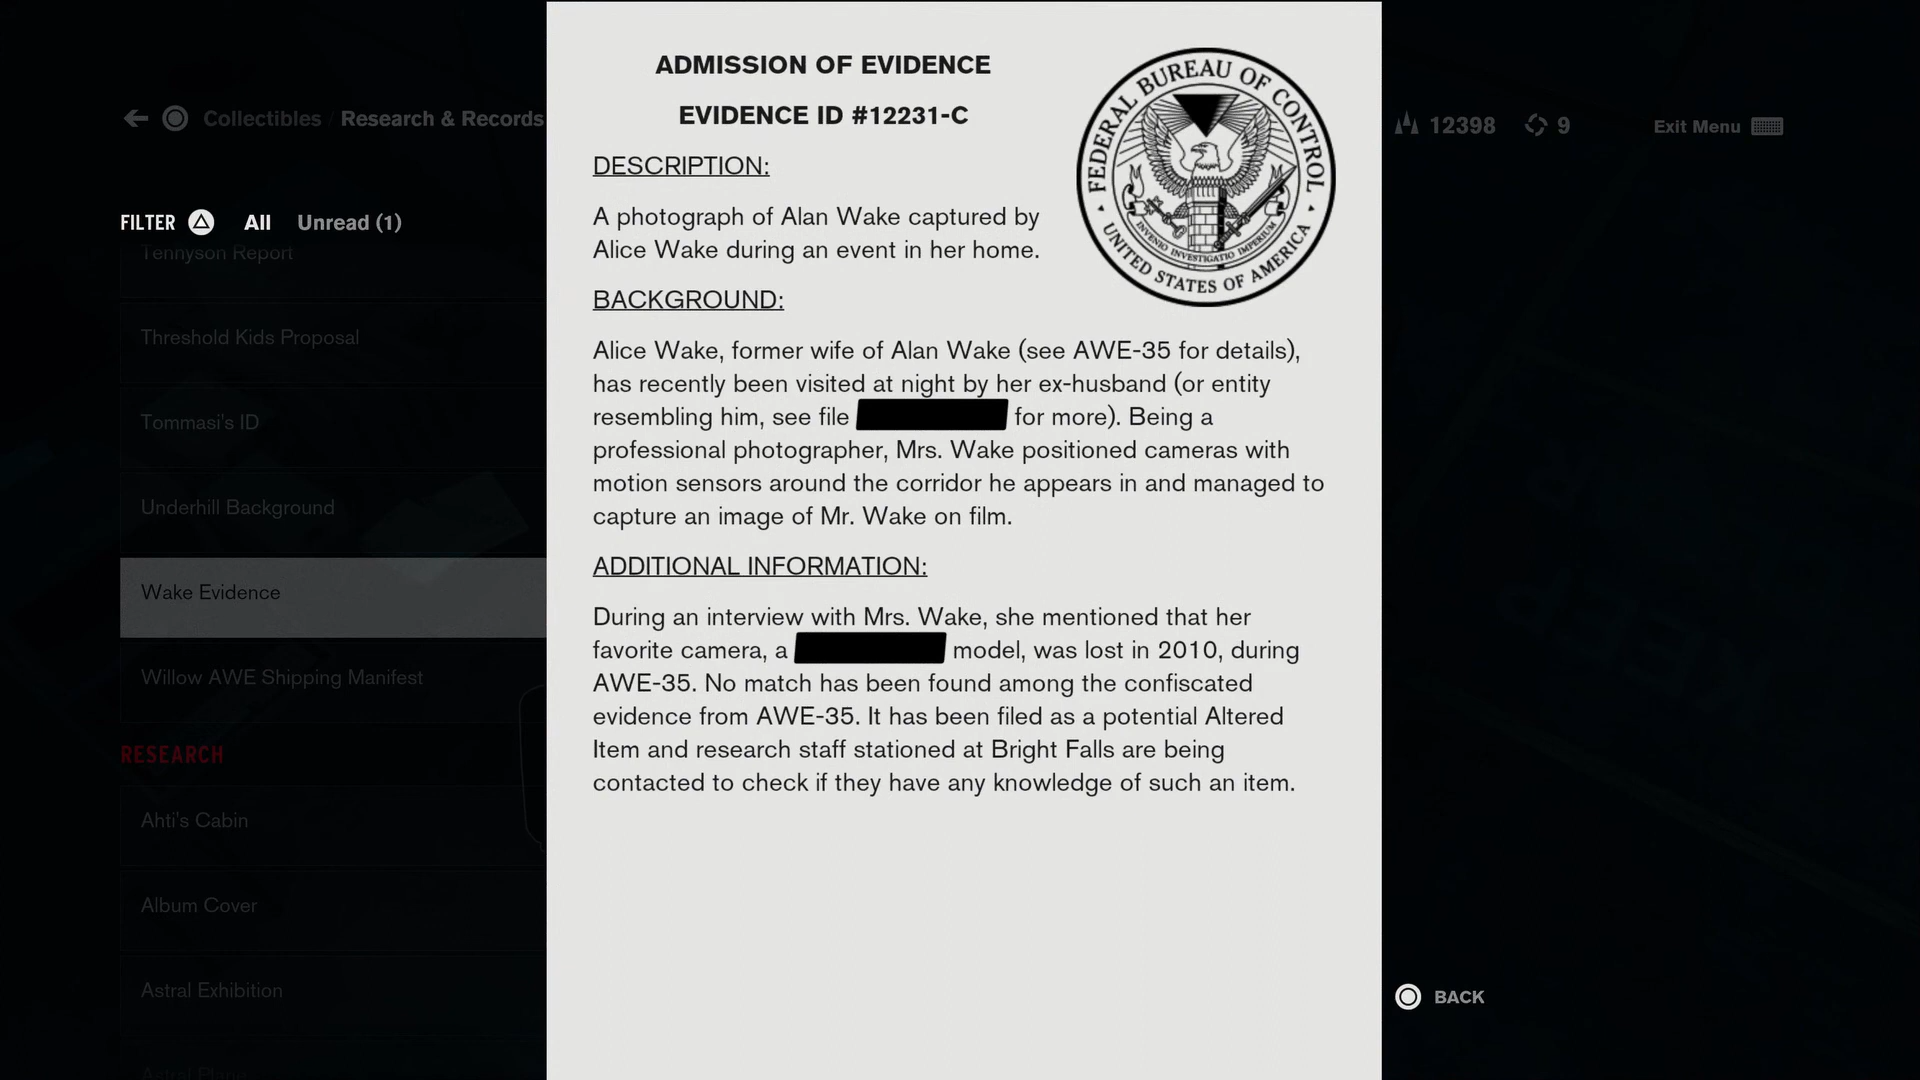 ADMISSION OF EVIDENCE
EVIDENCE ID #12231-C
FEDERAL BUREAU OF CONTROL
UNITED STATES OF AMERICA
INVENIO INVESTIGATIO IMPERIUM
DESCRIPTION:
A photograph of Alan Wake captured by
Alice Wake during an event in her home.
BACKGROUND:
Alice Wake, former wife of Alan Wake (see AWE-35 for details),
has recently been visited at night by her ex-husband (or entity
resembling him, see file for more). Being a
professional photographer, Mrs. Wake positioned cameras with
motion sensors around the corridor he appears in and managed to
capture an image of Mr. Wake on film.
ADDITIONAL INFORMATION:
During an interview with Mrs. Wake, she mentioned that her
favorite camera, a model, was lost in 2010, during
AWE-35. No match has been found among the confiscated
evidence from AWE-35. It has been filed as a potential Altered
Item and research staff stationed at Bright Falls are being
contacted to check if they have any knowledge of such an item.
Collectibles / Research & Records
12398 9 Exit Menu
FILTER All Unread (1)
Tennyson Report
Threshold Kids Proposal
Tommasi's ID
Underhill Background
Wake Evidence
Willow AWE Shipping Manifest
RESEARCH
Ahti's Cabin
Album Cover
Astral Exhibition
Astral Plane
BACK